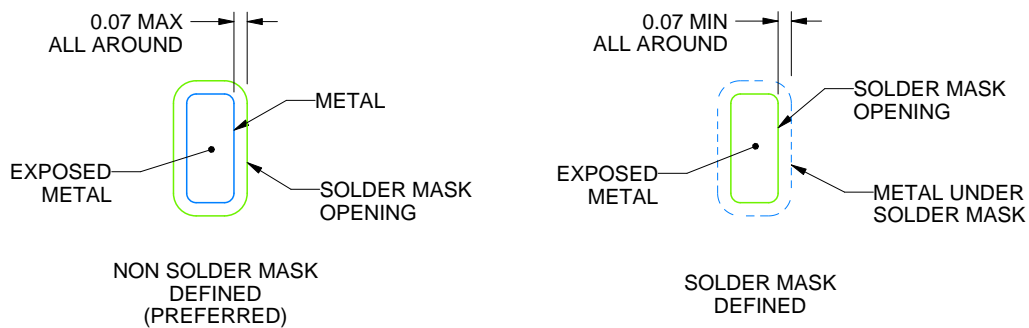 0.07 MAX
ALL AROUND
METAL
EXPOSED
METAL
SOLDER MASK
OPENING
NON SOLDER MASK
DEFINED
(PREFERRED)
0.07 MIN
ALL AROUND
SOLDER MASK
OPENING
EXPOSED
METAL
METAL UNDER
SOLDER MASK
SOLDER MASK
DEFINED